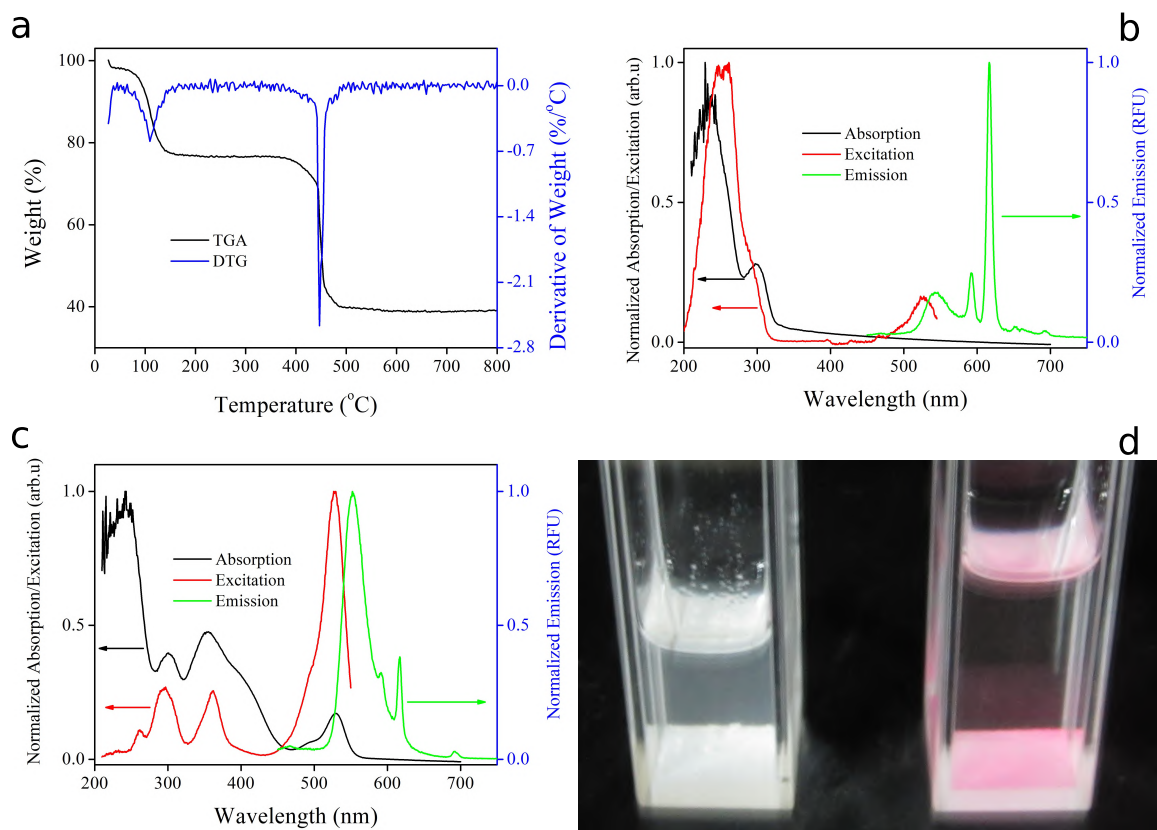 a
100
80
60
40
Weight (%)
TGA
DTG
0.0
-0.7
-1.4
-2.1
-2.8
Derivative of Weight (%/°C)
0 100 200 300 400 500 600 700 800
Temperature (°C)
b
1.0
0.5
0.0
Normalized Absorption/Excitation (arb.u)
Absorption
Excitation
Emission
1.0
0.5
0.0
Normalized Emission (RFU)
200 300 400 500 600 700
Wavelength (nm)
c
1.0
0.5
0.0
Normalized Absorption/Excitation (arb.u)
Absorption
Excitation
Emission
1.0
0.5
0.0
Normalized Emission (RFU)
200 300 400 500 600 700
Wavelength (nm)
d